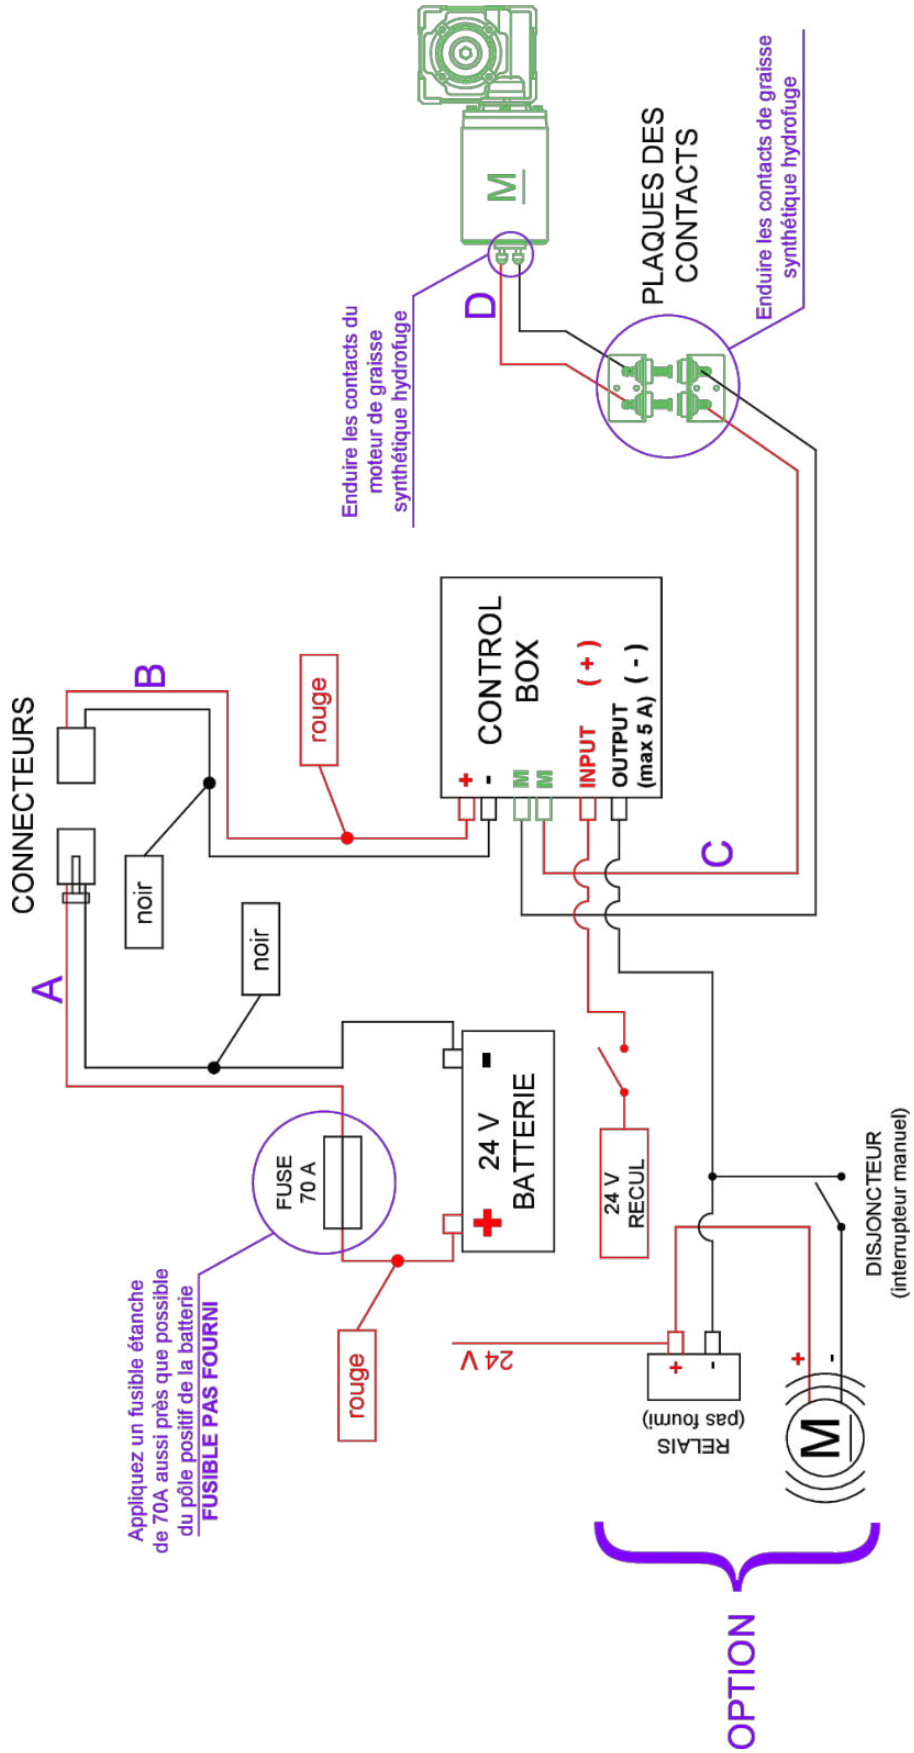 Appliquez un fusible étanche
de 70A aussi près que possible
du pôle positif de la batterie
FUSIBLE PAS FOURNI
rouge
FUSE
70 A
A
noir
CONNECTEURS
noir
B
rouge
24 V
BATTERIE
+
-
CONTROL
BOX
+
-
M
M
INPUT (+)
OUTPUT (-)
(max 5 A)
Enduire les contacts du
moteur de graisse
synthétique hydrofuge
D
M
PLAQUES DES
CONTACTS
Enduire les contacts de graisse
synthétique hydrofuge
C
24 V
RECUL
24 V
RELAIS
(pas fourni)
+
-
M
+
-
DISJONCTEUR
(interrupteur manuel)
OPTION